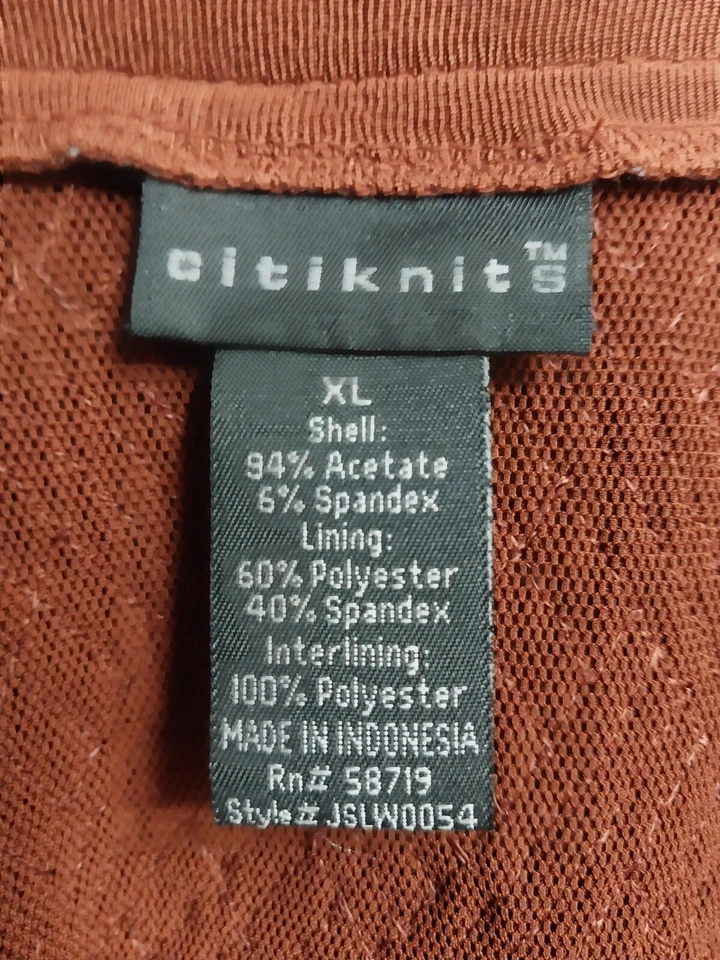 citiknits™
XL
Shell:
94% Acetate
6% Spandex
Lining:
60% Polyester
40% Spandex
Interlining:
100% Polyester
MADE IN INDONESIA
Rn# 58719
Style# JSLW0054